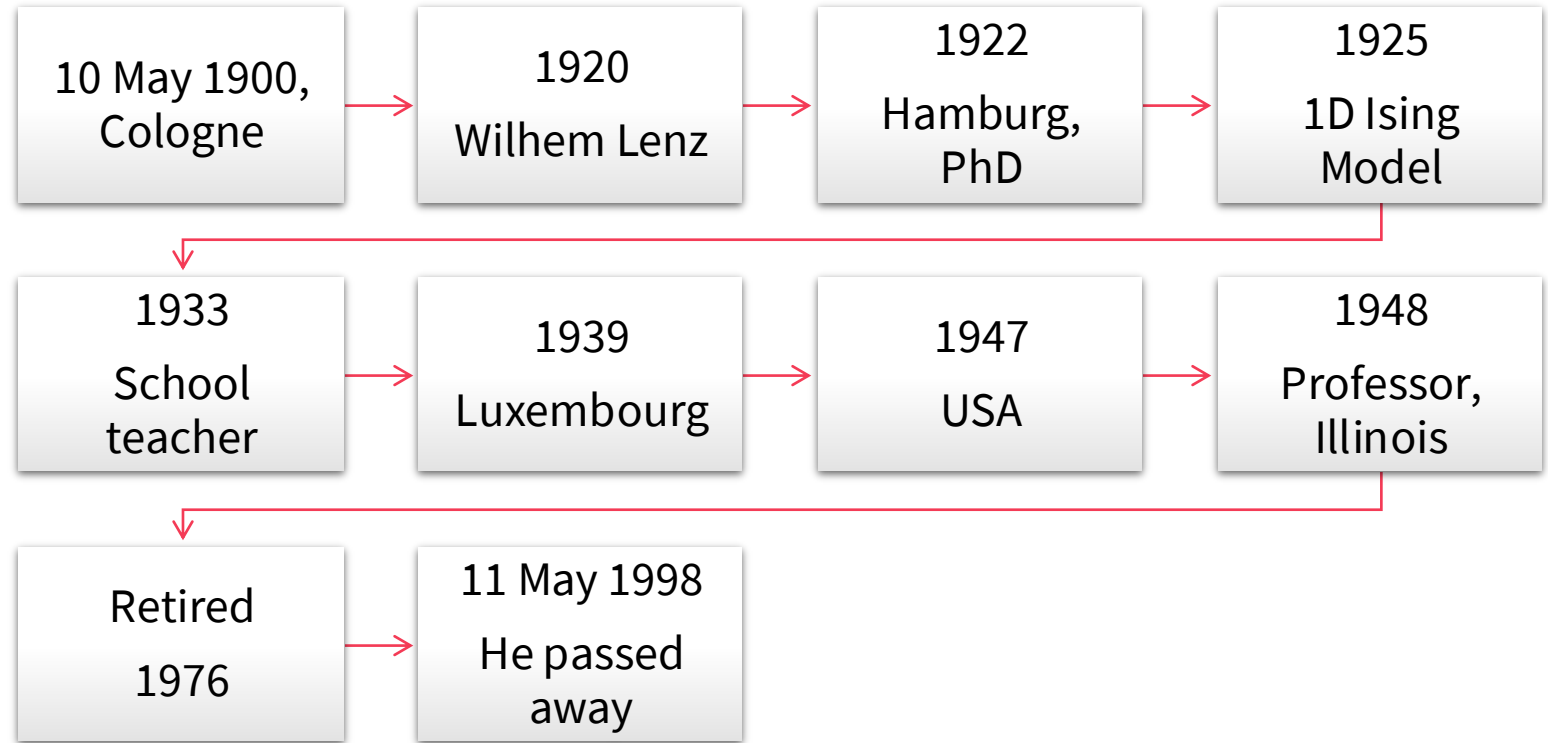 10 May 1900,
Cologne
1920
Wilhem Lenz
1922
Hamburg,
PhD
1925
1D Ising
Model
1933
School
teacher
1939
Luxembourg
1947
USA
1948
Professor,
Illinois
Retired
1976
11 May 1998
He passed
away